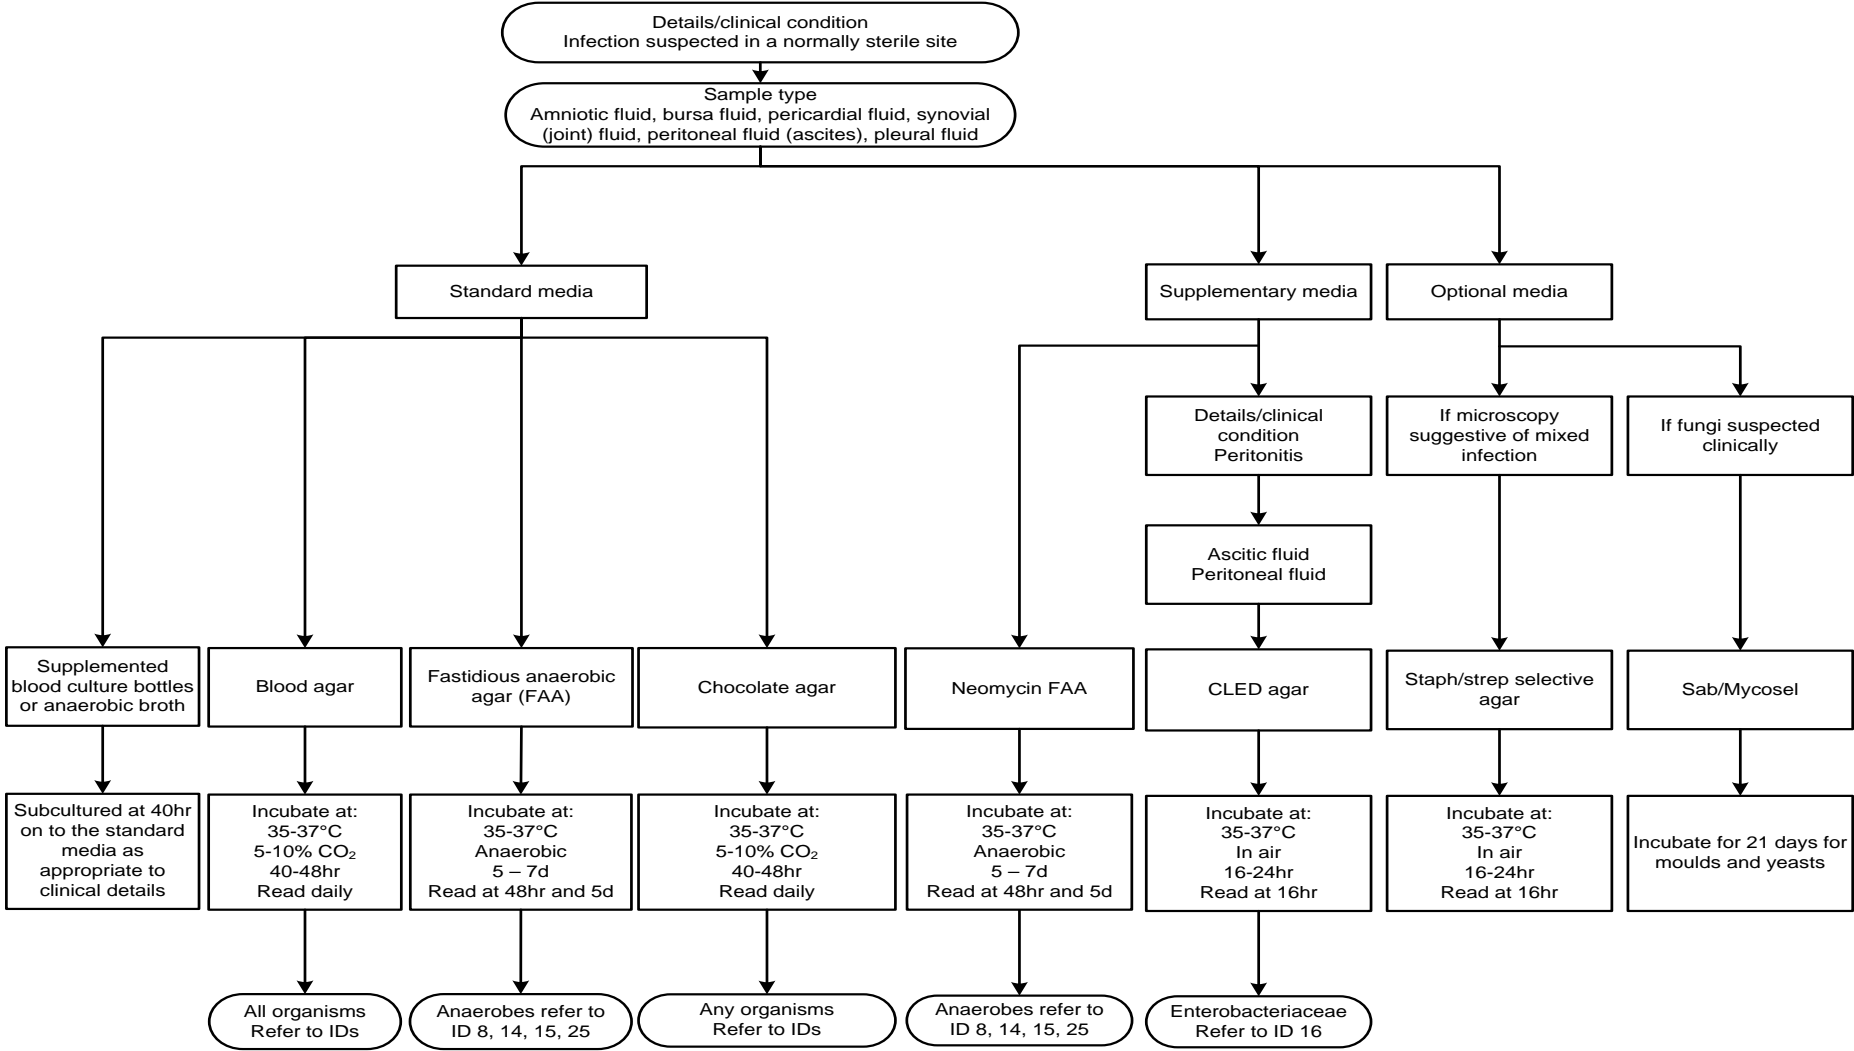 Details/clinical condition
Infection suspected in a normally sterile site
Sample type
Amniotic fluid, bursa fluid, pericardial fluid, synovial
(joint) fluid, peritoneal fluid (ascites), pleural fluid
Standard media
Supplementary media
Optional media
Details/clinical
condition
Peritonitis
If microscopy
suggestive of mixed
infection
If fungi suspected
clinically
Ascitic fluid
Peritoneal fluid
Supplemented
blood culture bottles
or anaerobic broth
Blood agar
Fastidious anaerobic
agar (FAA)
Chocolate agar
Neomycin FAA
CLED agar
Staph/strep selective
agar
Sab/Mycosel
Subcultured at 40hr
on to the standard
media as
appropriate to
clinical details
Incubate at:
35-37°C
5-10% CO₂
40-48hr
Read daily
Incubate at:
35-37°C
Anaerobic
5 – 7d
Read at 48hr and 5d
Incubate at:
35-37°C
5-10% CO₂
40-48hr
Read daily
Incubate at:
35-37°C
Anaerobic
5 – 7d
Read at 48hr and 5d
Incubate at:
35-37°C
In air
16-24hr
Read at 16hr
Incubate at:
35-37°C
In air
16-24hr
Read at 16hr
Incubate for 21 days for
moulds and yeasts
All organisms
Refer to IDs
Anaerobes refer to
ID 8, 14, 15, 25
Any organisms
Refer to IDs
Anaerobes refer to
ID 8, 14, 15, 25
Enterobacteriaceae
Refer to ID 16